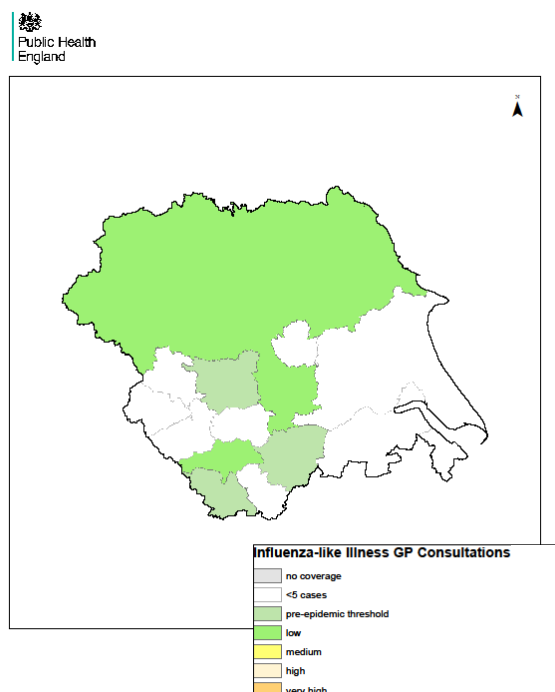 Public Health
England
N
Influenza-like Illness GP Consultations
no coverage
<5 cases
pre-epidemic threshold
low
medium
high
very high